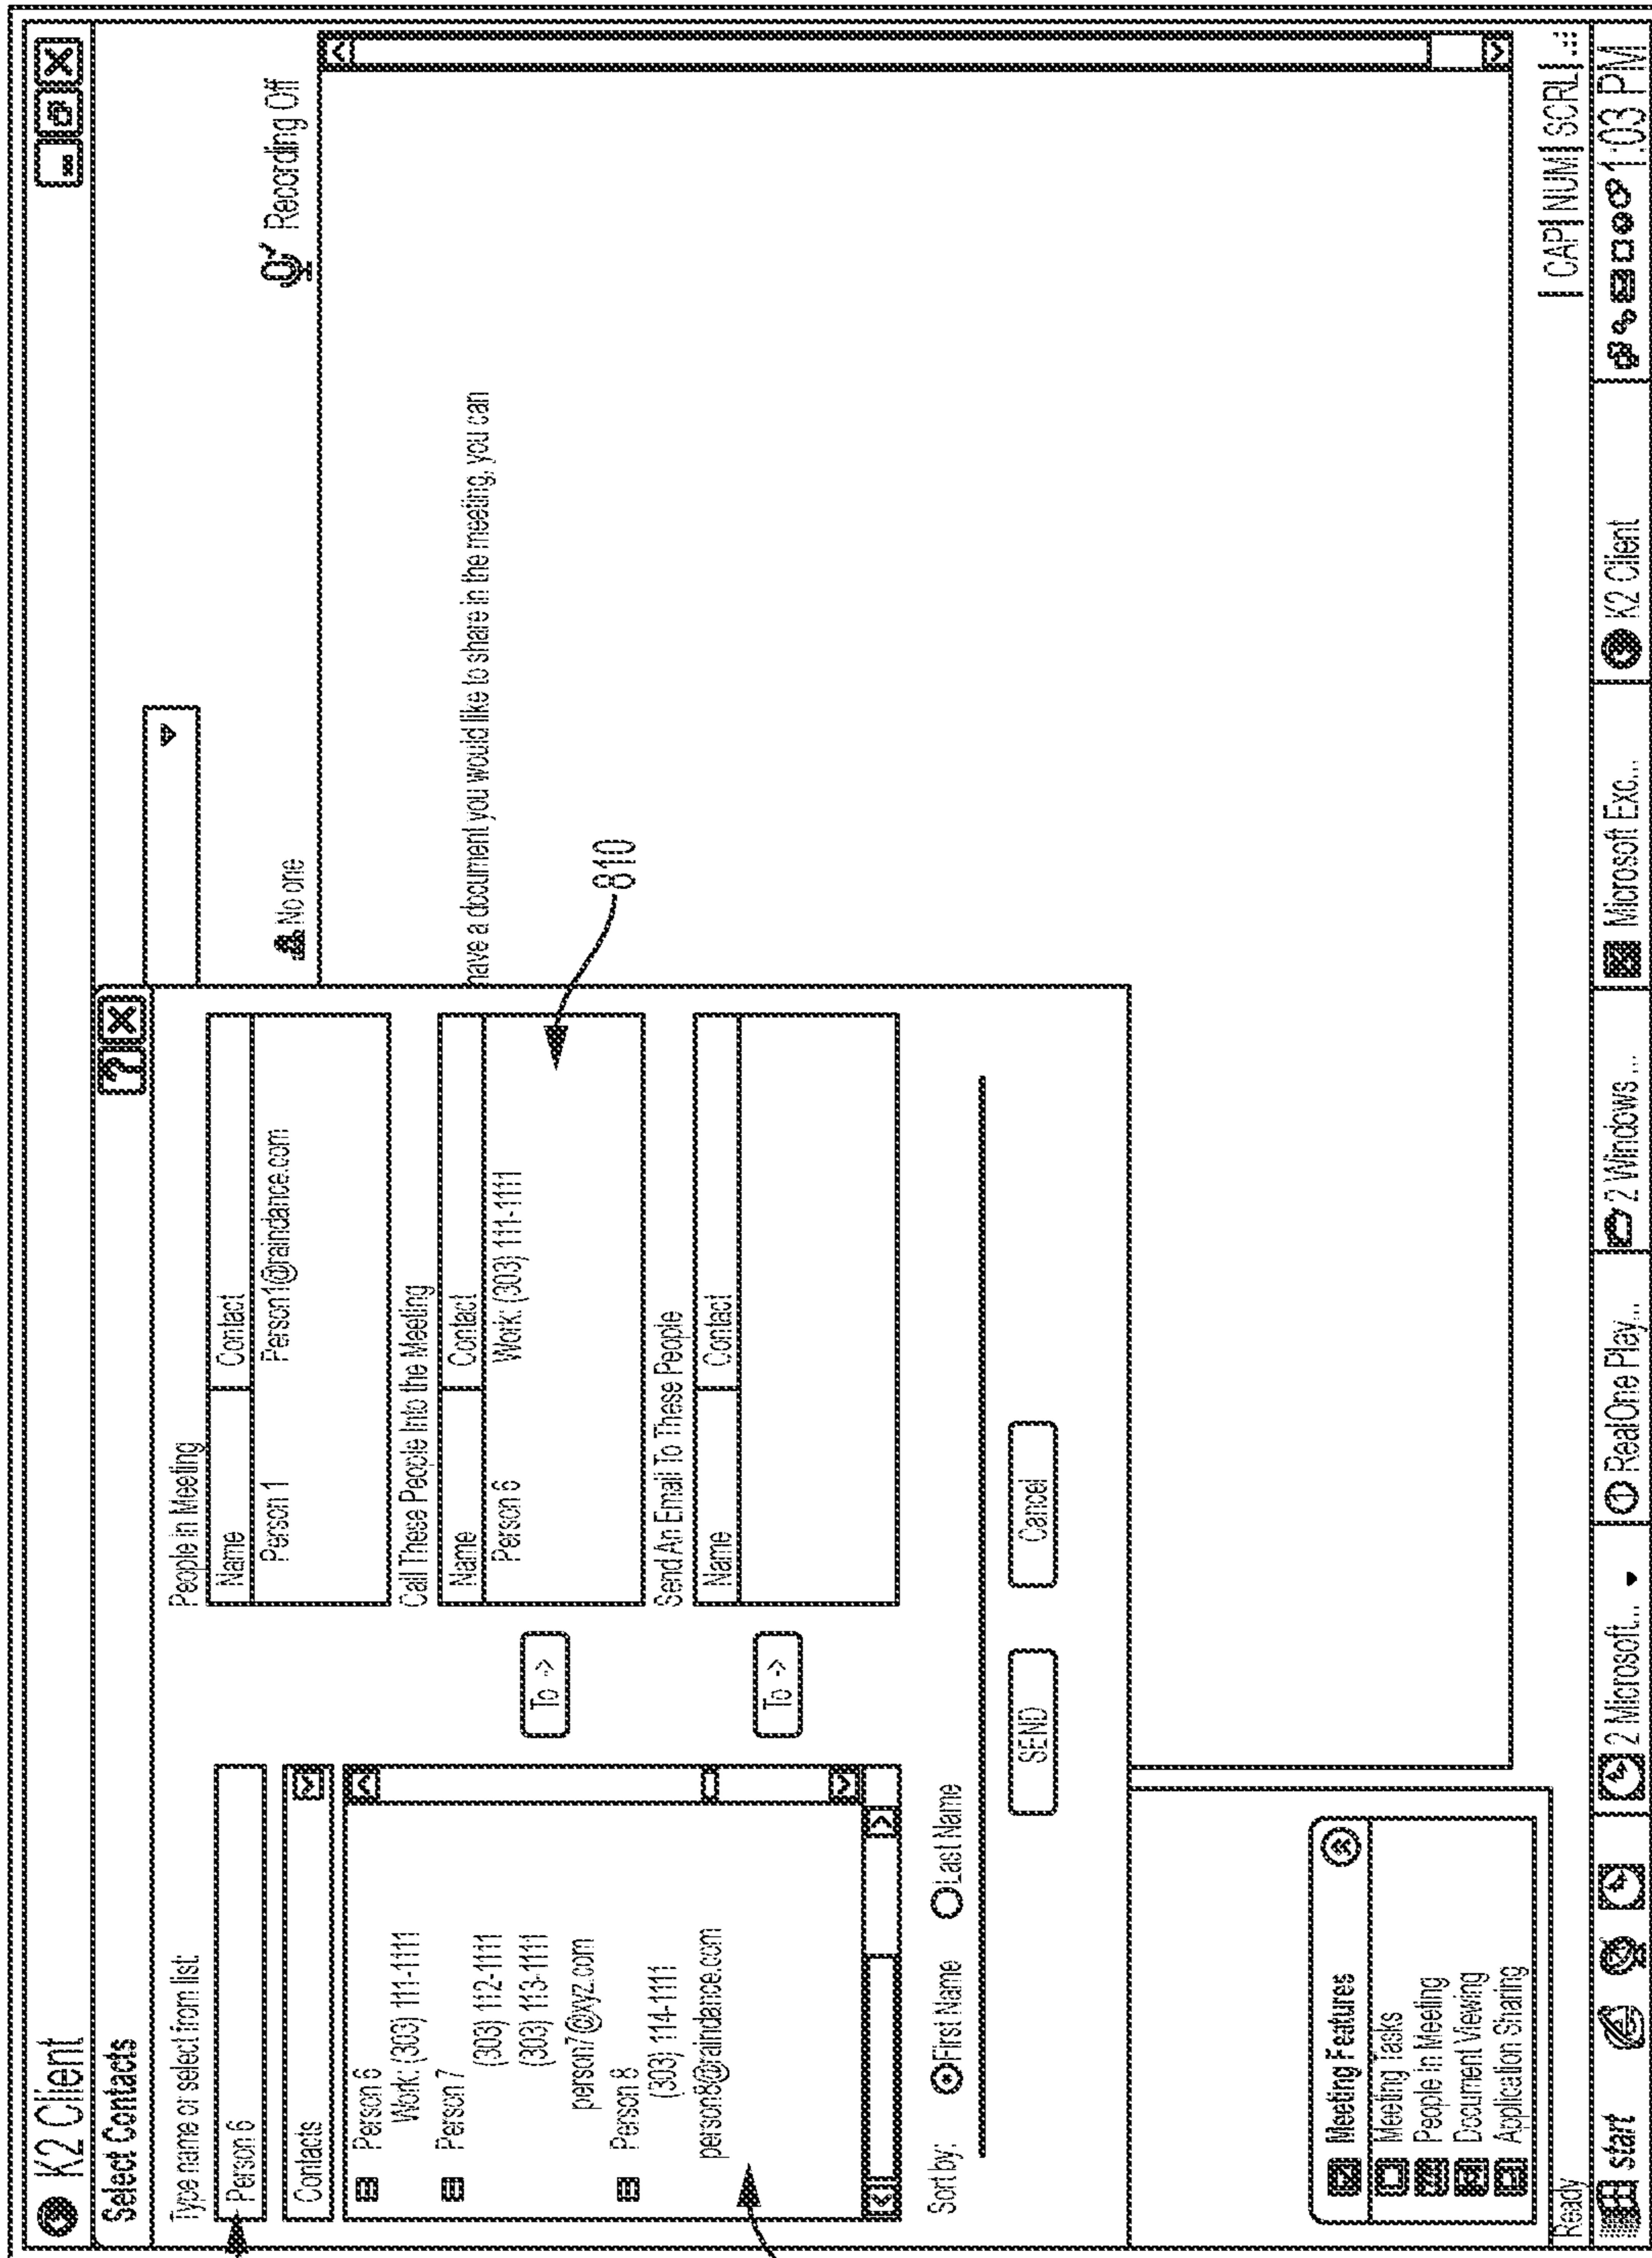 K2 Client
Select Contacts
Type name or select from list:
Person 6
Contacts
Person 6
Work: (303) 111-1111
Person 7
(303) 112-1111
(303) 113-1111
person7@xyz.com
Person 8
(303) 114-1111
person8@raindance.com
Sort by: First Name Last Name
To ->
To ->
People in Meeting
Name Contact
Person 1 Person1@raindance.com
Call These People Into the Meeting
Name Contact
Person 6 Work: (303) 111-1111
Send An Email To These People
Name Contact
SEND Cancel
810
No one
Recording Off
have a document you would like to share in the meeting, you can
Meeting Features
Meeting Tasks
People in Meeting
Document Viewing
Application Sharing
Ready
CAP NUM SCRL
start 2 Microsoft... RealOne Play... 2 Windows ... Microsoft Exc... K2 Client 1:03 PM